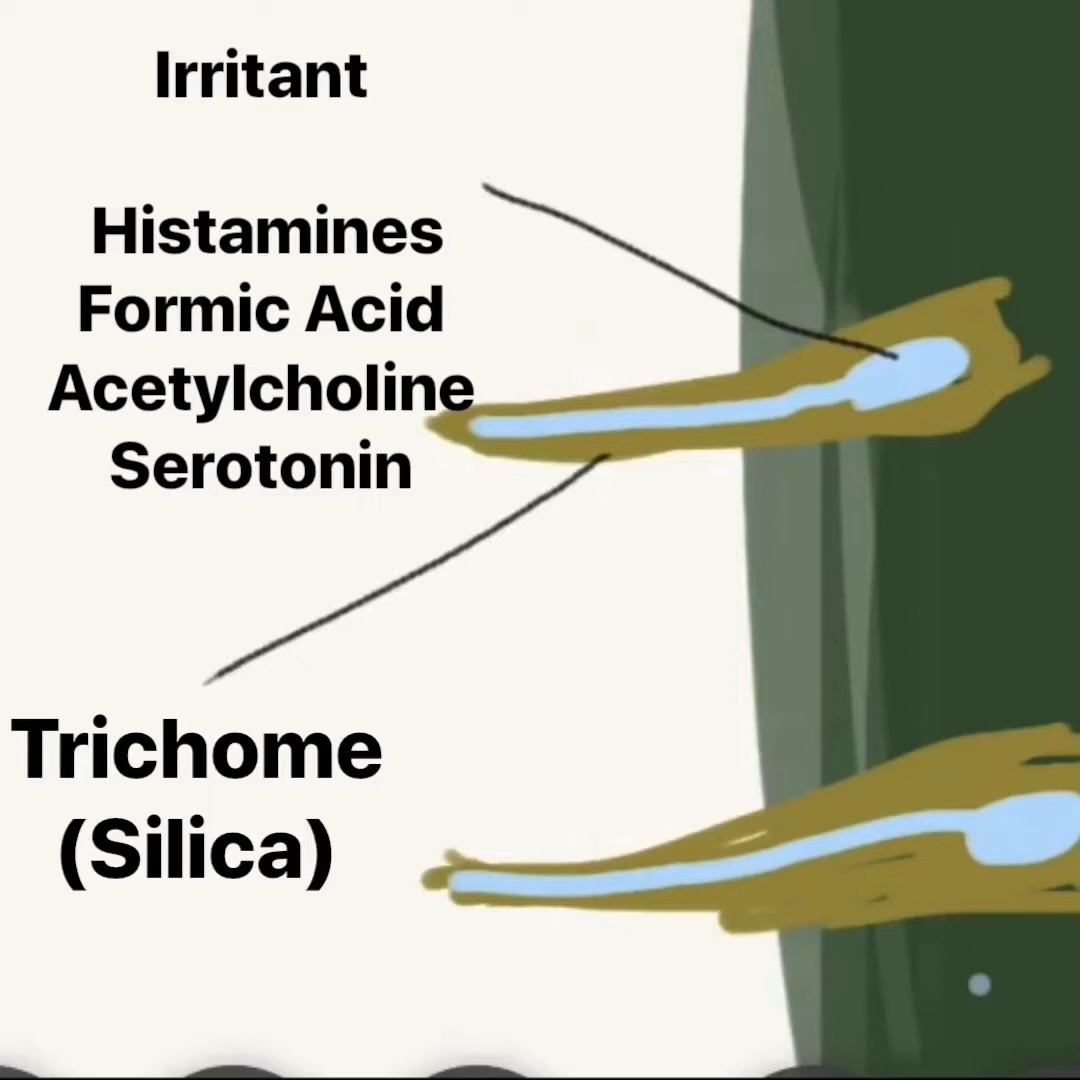 Irritant
Histamines
Formic Acid
Acetylcholine
Serotonin
Trichome
(Silica)